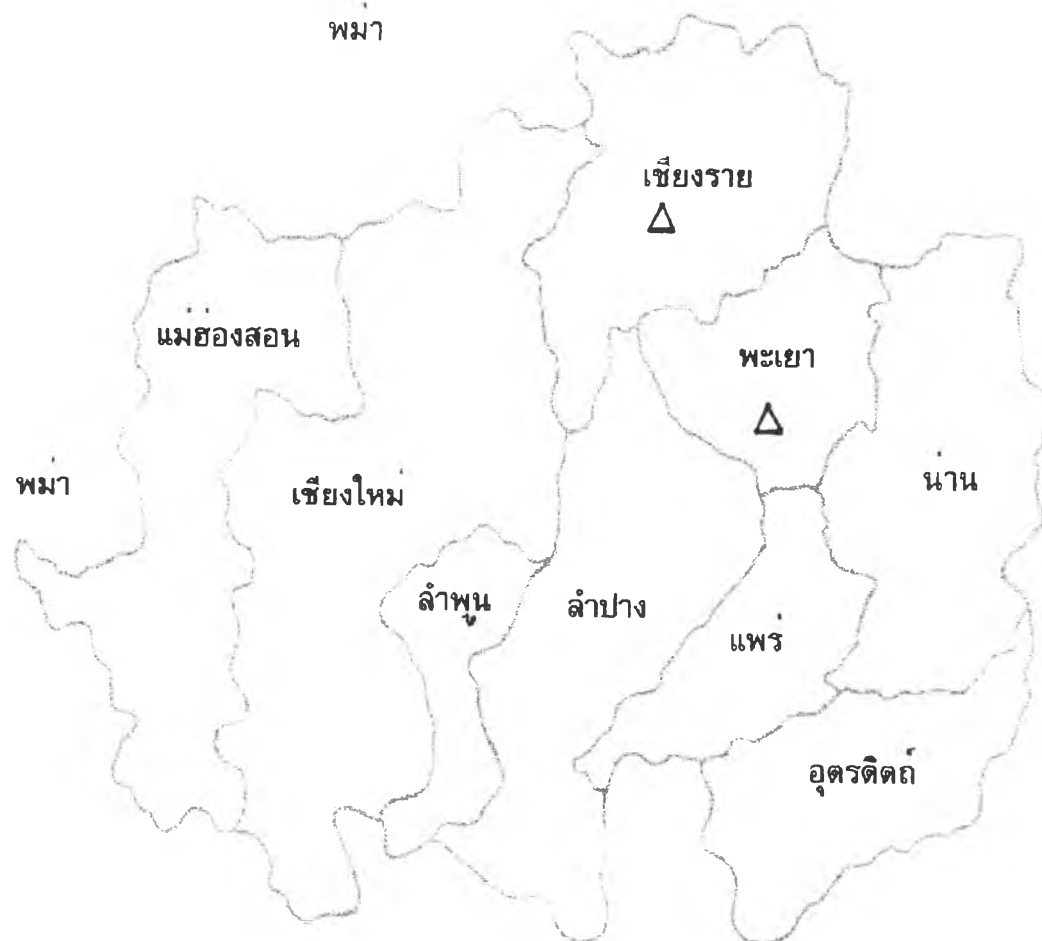 พม่า
เชียงราย
แม่ฮ่องสอน
พะเยา
พม่า
เชียงใหม่
น่าน
ลำพูน
ลำปาง
แพร่
อุตรดิตถ์